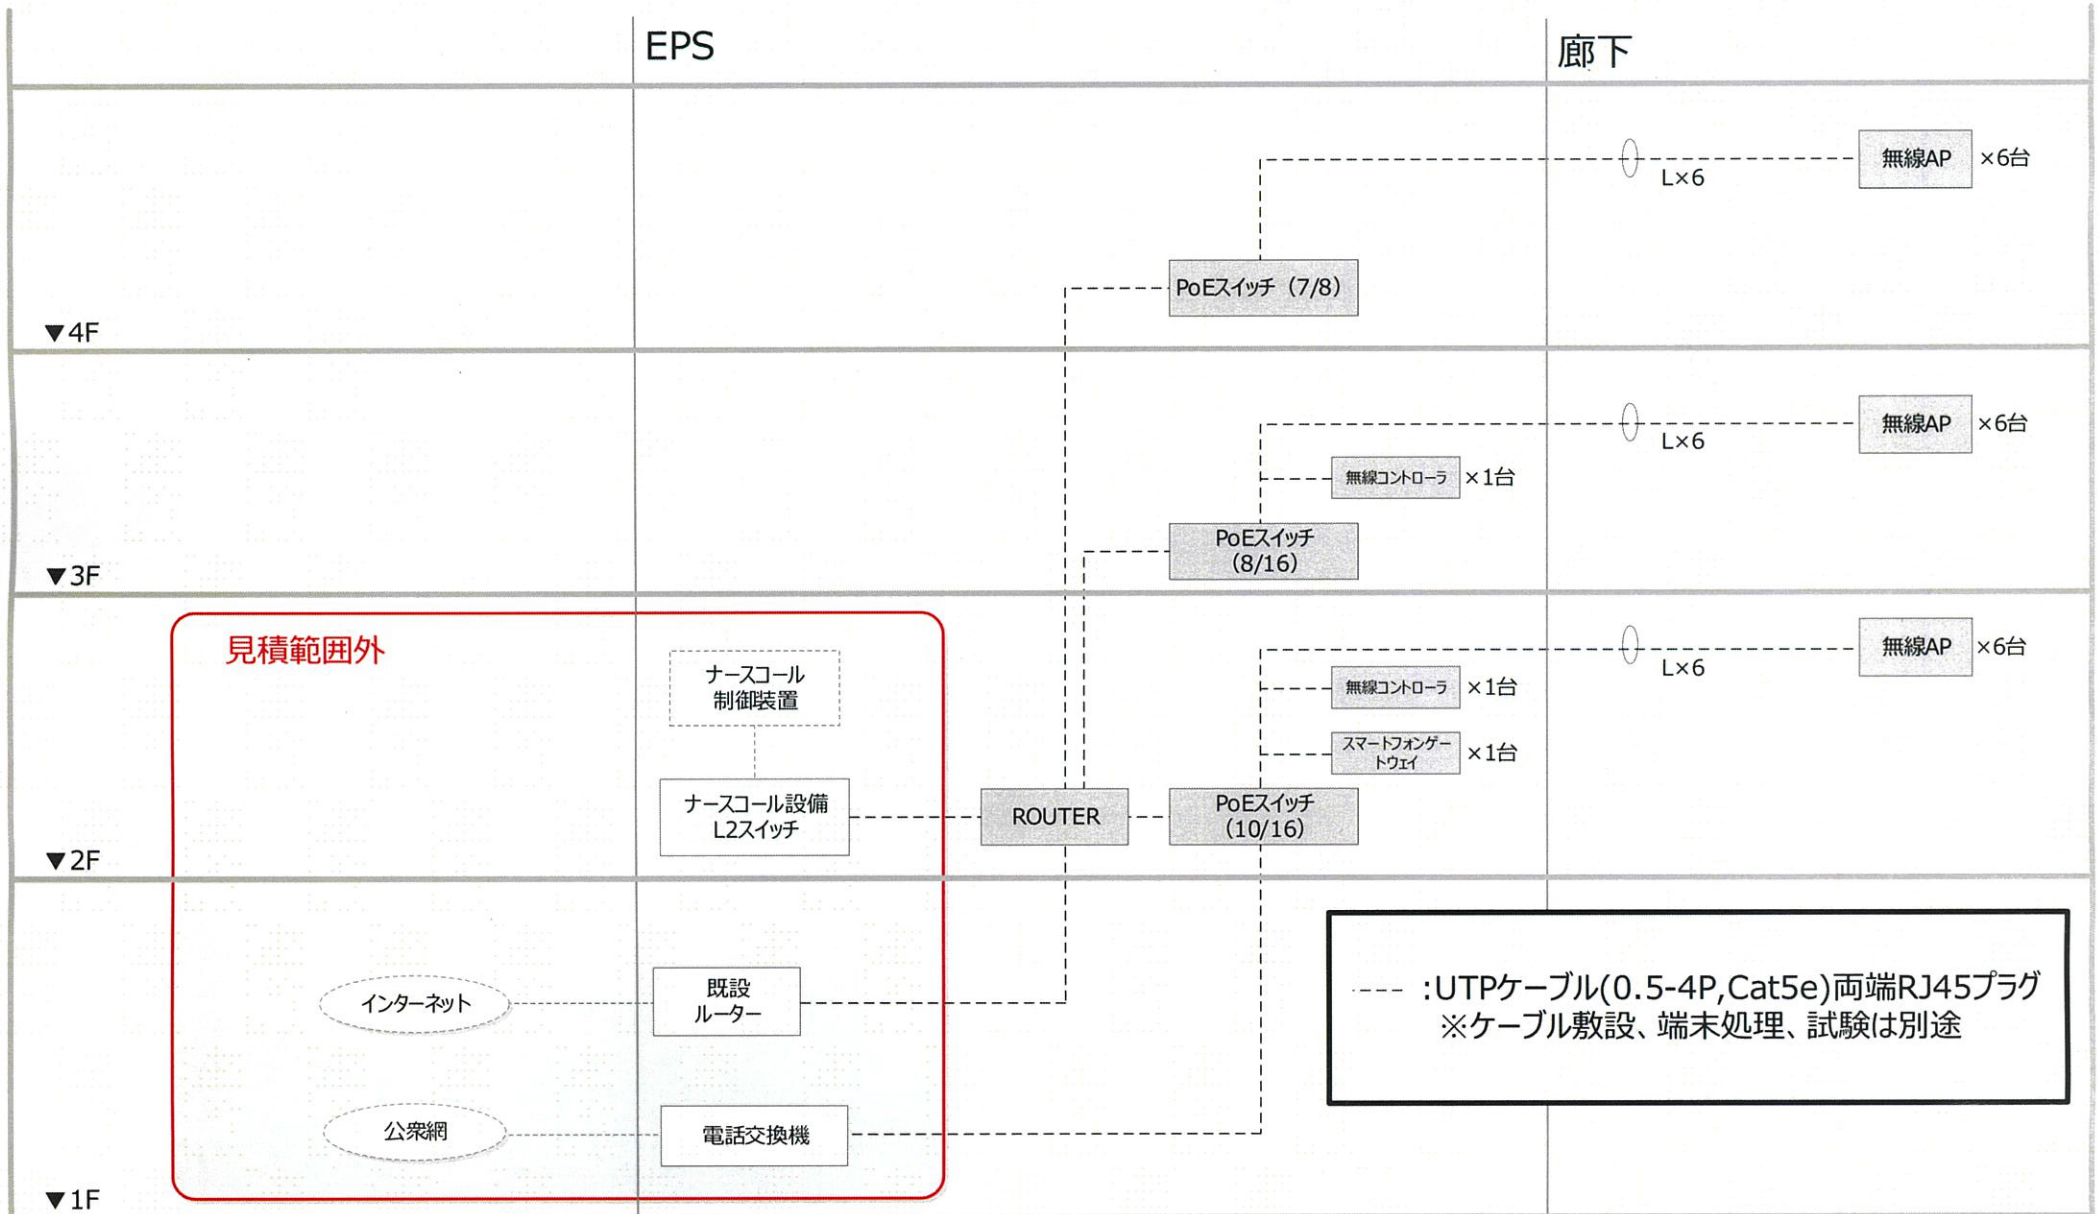 EPS
廊下
無線AP ×6台
L×6
PoEスイッチ（7/8）
▼4F
無線AP ×6台
L×6
無線コントローラ ×1台
PoEスイッチ
（8/16）
▼3F
見積範囲外
無線AP ×6台
L×6
ナースコール
制御装置
無線コントローラ ×1台
スマートフォンゲー
トウェイ
×1台
ナースコール設備
L2スイッチ
ROUTER
PoEスイッチ
（10/16）
▼2F
:UTPケーブル(0.5-4P,Cat5e)両端RJ45プラグ
※ケーブル敷設、端末処理、試験は別途
インターネット
既設
ルーター
公衆網
電話交換機
▼1F